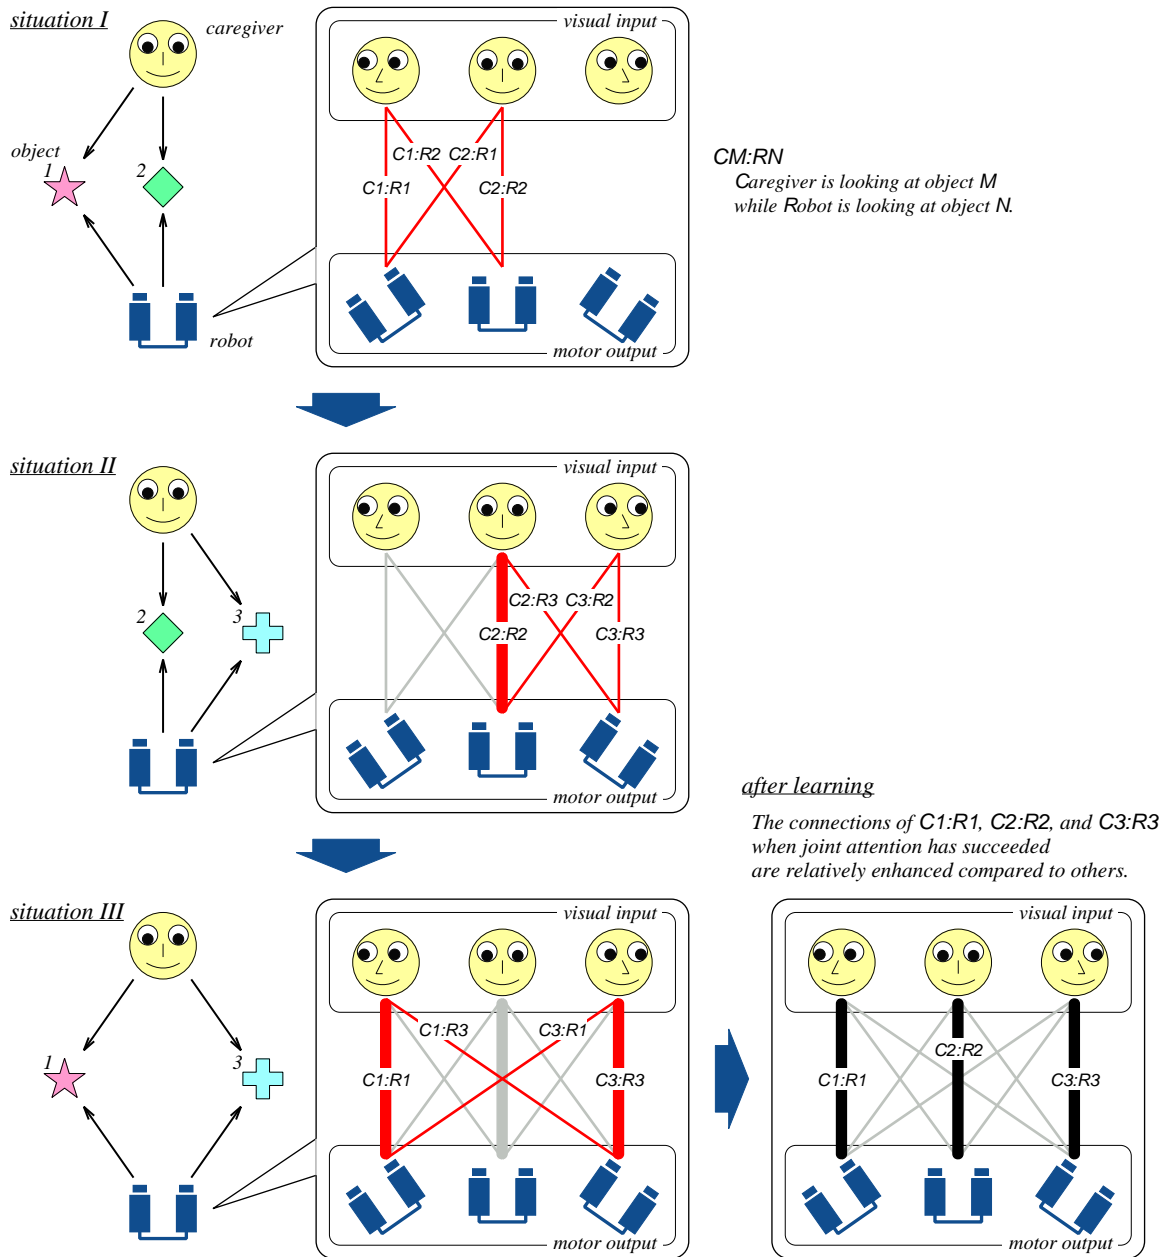 situation I
caregiver
visual input
object
1
2
C1:R2
C2:R1
C1:R1
C2:R2
CM:RN
Caregiver is looking at object M
while Robot is looking at object N.
robot
motor output
situation II
visual input
2
3
C2:R3
C3:R2
C2:R2
C3:R3
motor output
after learning
The connections of C1:R1, C2:R2, and C3:R3
when joint attention has succeeded
are relatively enhanced compared to others.
situation III
visual input
1
3
C1:R3
C3:R1
C1:R1
C3:R3
motor output
visual input
C2:R2
C1:R1
C3:R3
motor output